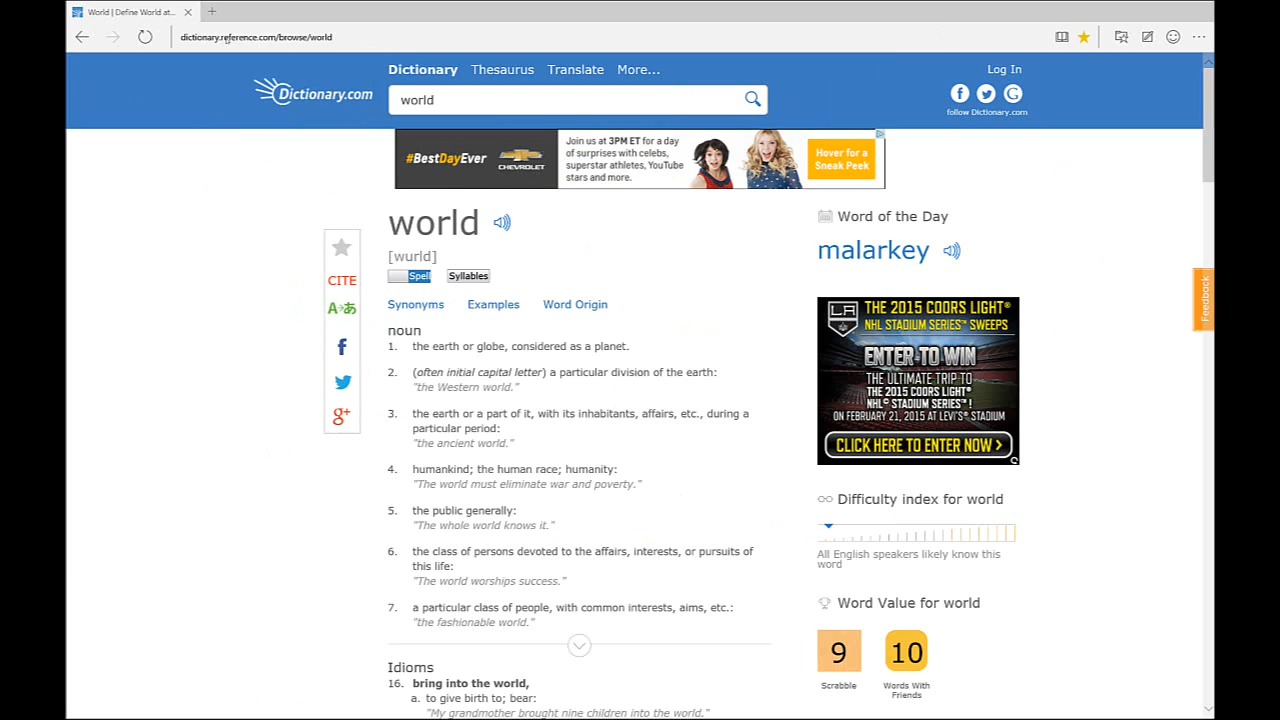 World | Define World at...
dictionary.reference.com/browse/world
Dictionary.com
Dictionary Thesaurus Translate More...
world
Log In
follow Dictionary.com
#BestDayEver
CHEVROLET
Join us at 3PM ET for a day
of surprises with celebs,
superstar athletes, YouTube
stars and more.
Hover for a
Sneak Peek
world
[wurld]
Spell Syllables
Synonyms Examples Word Origin
noun
1. the earth or globe, considered as a planet.
2. (often initial capital letter) a particular division of the earth:
"the Western world."
3. the earth or a part of it, with its inhabitants, affairs, etc., during a
particular period:
"the ancient world."
4. humankind; the human race; humanity:
"The world must eliminate war and poverty."
5. the public generally:
"The whole world knows it."
6. the class of persons devoted to the affairs, interests, or pursuits of
this life:
"The world worships success."
7. a particular class of people, with common interests, aims, etc.:
"the fashionable world."
Idioms
16. bring into the world,
a. to give birth to; bear:
"My grandmother brought nine children into the world."
CITE
A あ
f
g+
Word of the Day
malarkey
LA
THE 2015 COORS LIGHT®
NHL STADIUM SERIES™ SWEEPS
ENTER TO WIN
THE ULTIMATE TRIP TO
THE 2015 COORS LIGHT®
NHL® STADIUM SERIES™!
ON FEBRUARY 21, 2015 AT LEVI'S® STADIUM
CLICK HERE TO ENTER NOW >
Difficulty index for world
All English speakers likely know this
word
Word Value for world
9 10
Scrabble Words With
Friends
Feedback